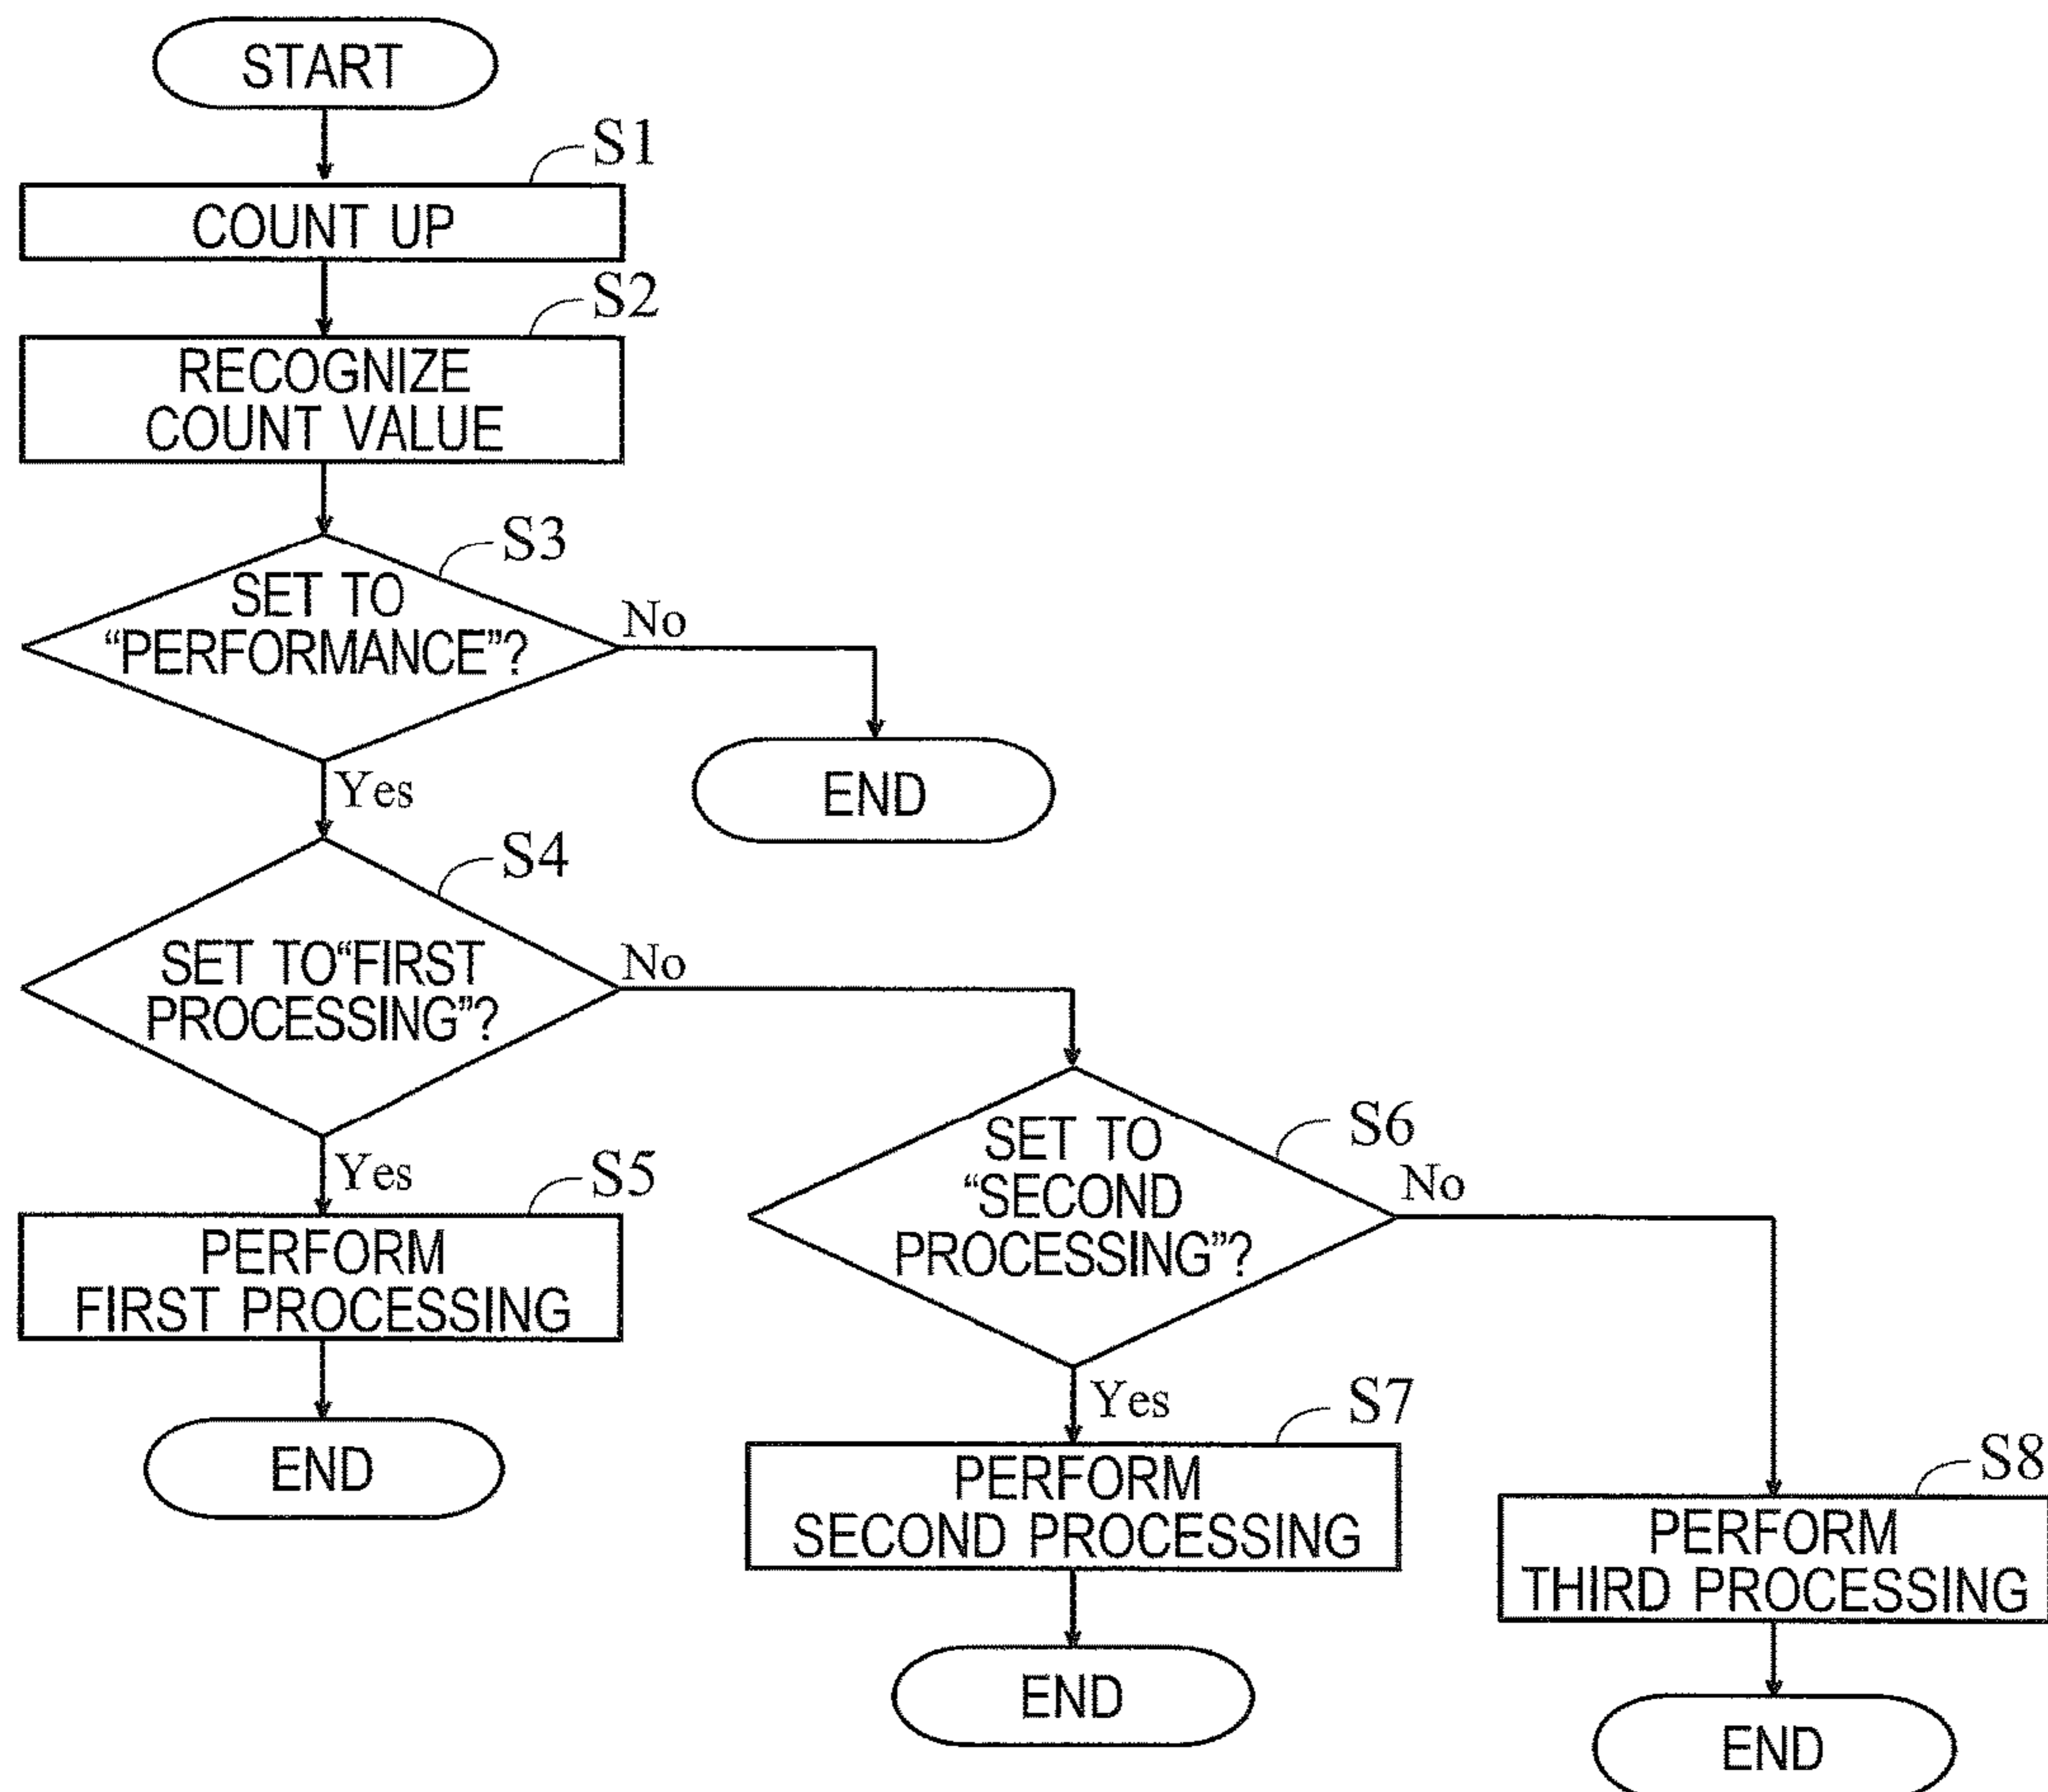 START
S1
COUNT UP
S2
RECOGNIZE
COUNT VALUE
S3
SET TO
“PERFORMANCE”?
No
END
Yes
S4
SET TO“FIRST
PROCESSING”?
No
Yes
S5
PERFORM
FIRST PROCESSING
END
S6
SET TO
“SECOND
PROCESSING”?
No
Yes
S7
PERFORM
SECOND PROCESSING
END
S8
PERFORM
THIRD PROCESSING
END